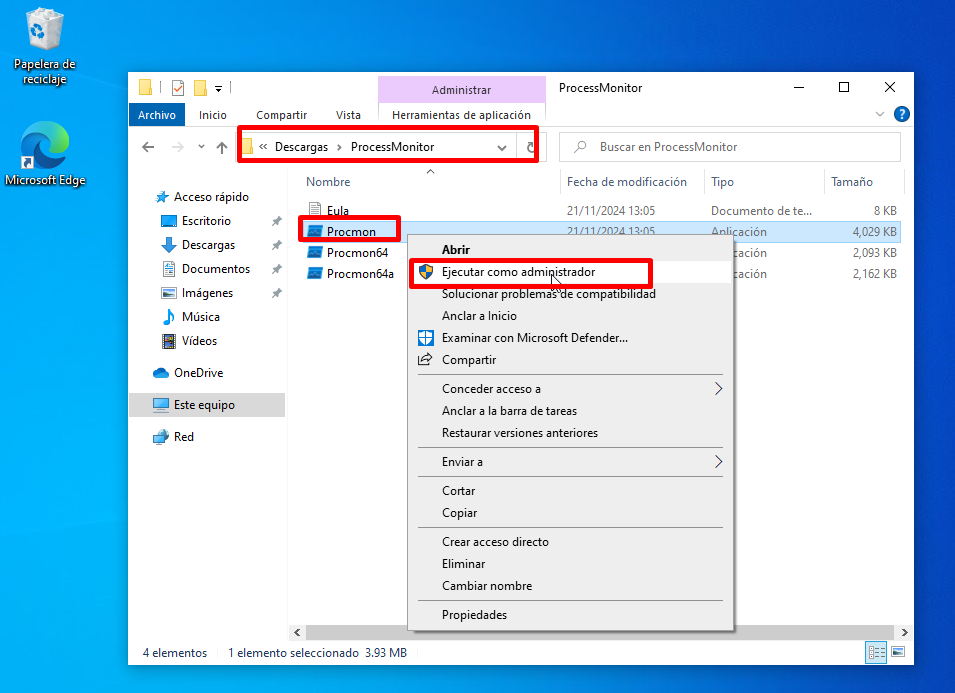 Papelera de
reciclaje
Microsoft Edge
Administrar
ProcessMonitor
Archivo
Inicio
Compartir
Vista
Herramientas de aplicación
« Descargas > ProcessMonitor
Buscar en ProcessMonitor
Nombre
Fecha de modificación
Tipo
Tamaño
Acceso rápido
Escritorio
Descargas
Documentos
Imágenes
Música
Vídeos
OneDrive
Este equipo
Red
Eula 21/11/2024 13:05 Documento de te... 8 KB
Procmon 21/11/2024 13:05 Aplicación 4,029 KB
Procmon64 cación 2,093 KB
Procmon64a cación 2,162 KB
Abrir
Ejecutar como administrador
Solucionar problemas de compatibilidad
Anclar a Inicio
Examinar con Microsoft Defender...
Compartir
Conceder acceso a
Anclar a la barra de tareas
Restaurar versiones anteriores
Enviar a
Cortar
Copiar
Crear acceso directo
Eliminar
Cambiar nombre
Propiedades
4 elementos
1 elemento seleccionado 3.93 MB